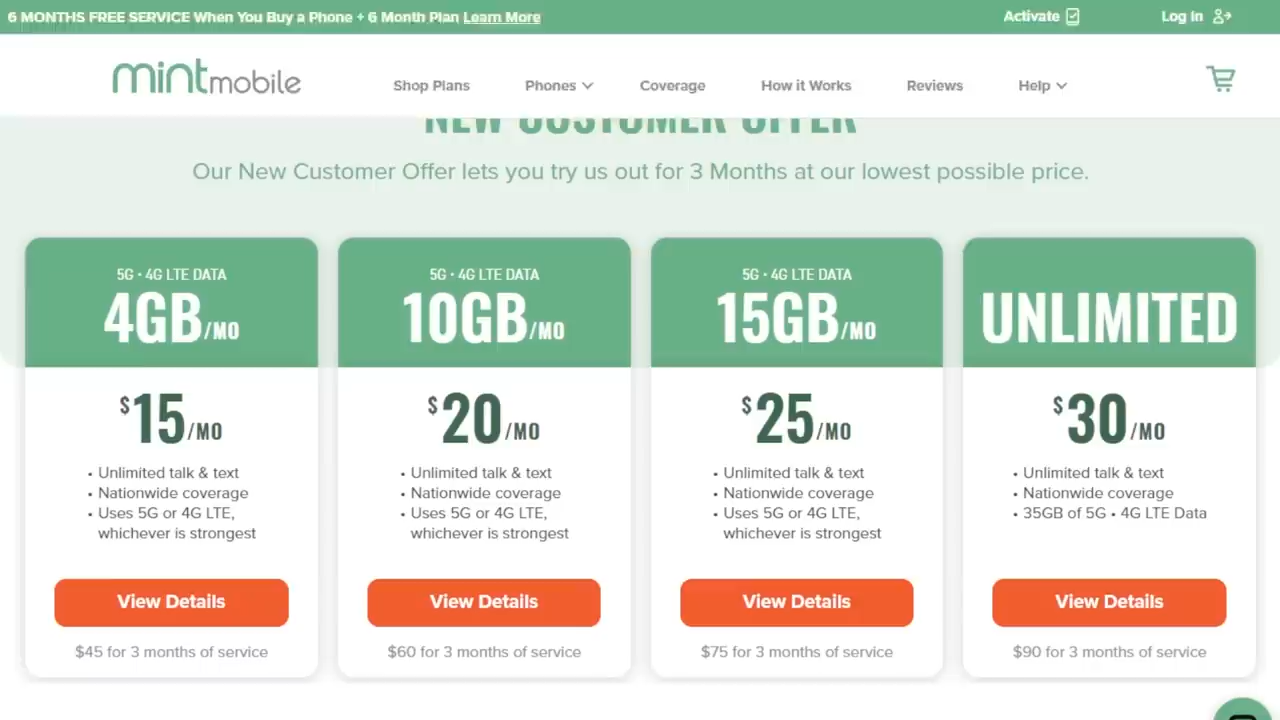 6 MONTHS FREE SERVICE When You Buy a Phone + 6 Month Plan Learn More
Activate
Log In
mintmobile
Shop Plans
Phones
Coverage
How it Works
Reviews
Help
NEW CUSTOMER OFFER
Our New Customer Offer lets you try us out for 3 Months at our lowest possible price.
5G • 4G LTE DATA
4GB/MO
$15/MO
• Unlimited talk & text
• Nationwide coverage
• Uses 5G or 4G LTE,
whichever is strongest
View Details
$45 for 3 months of service
5G • 4G LTE DATA
10GB/MO
$20/MO
• Unlimited talk & text
• Nationwide coverage
• Uses 5G or 4G LTE,
whichever is strongest
View Details
$60 for 3 months of service
5G • 4G LTE DATA
15GB/MO
$25/MO
• Unlimited talk & text
• Nationwide coverage
• Uses 5G or 4G LTE,
whichever is strongest
View Details
$75 for 3 months of service
UNLIMITED
$30/MO
• Unlimited talk & text
• Nationwide coverage
• 35GB of 5G • 4G LTE Data
View Details
$90 for 3 months of service